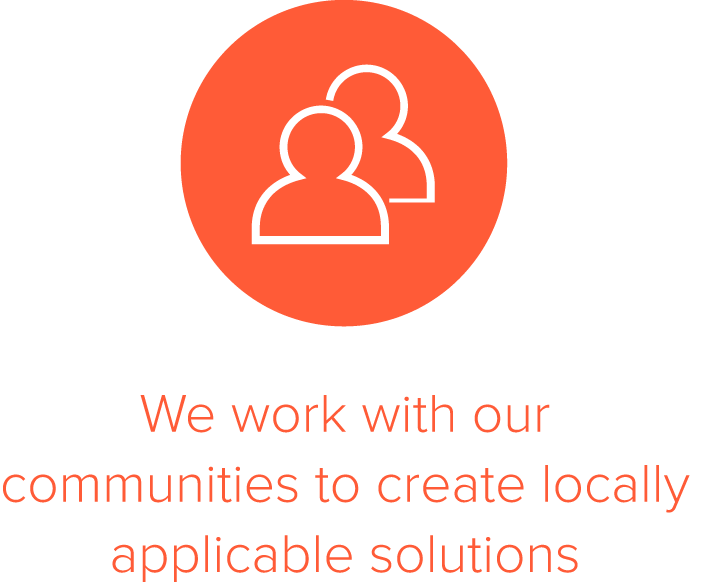 We work with our
communities to create locally
applicable solutions